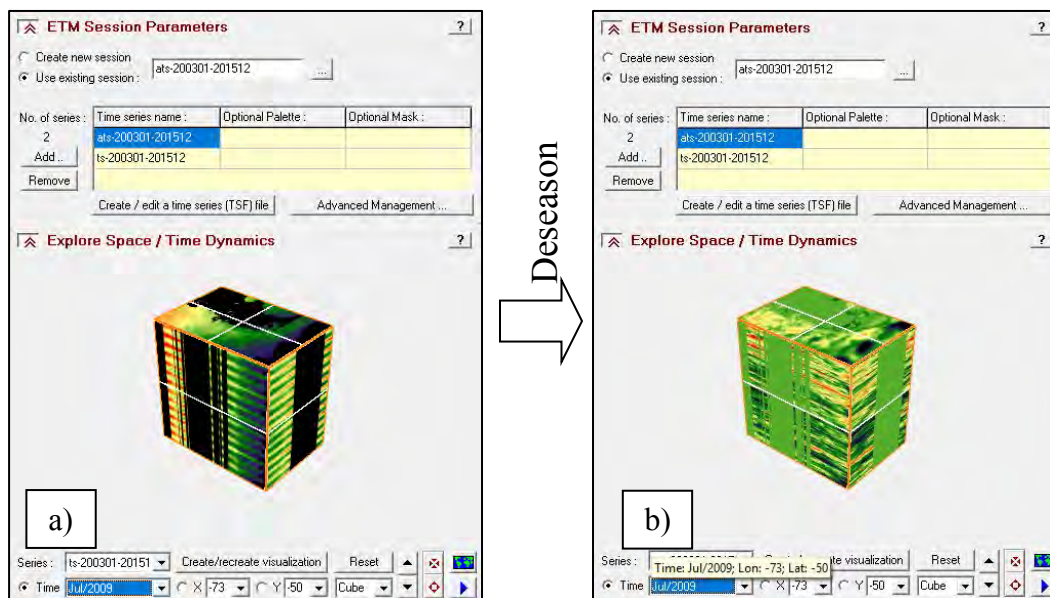 ETM Session Parameters
?
Create new session
Use existing session :
ats-200301-201512
...
No. of series :
2
Time series name :
Optional Palette :
Optional Mask :
ats-200301-201512
ts-200301-201512
Add ..
Remove
Create / edit a time series (TSF) file
Advanced Management ...
Explore Space / Time Dynamics
?
a)
Series :
ts-200301-20151
Create/recreate visualization
Reset
Time
Jul/2009
X
-73
Y
-50
Cube
Deseason
ETM Session Parameters
?
Create new session
Use existing session :
ats-200301-201512
...
No. of series :
2
Time series name :
Optional Palette :
Optional Mask :
ats-200301-201512
ts-200301-201512
Add ..
Remove
Create / edit a time series (TSF) file
Advanced Management ...
Explore Space / Time Dynamics
?
b)
Series :
Time: Jul/2009; Lon: -73; Lat: -50
visualization
Reset
Time
Jul/2009
X
-73
Y
-50
Cube